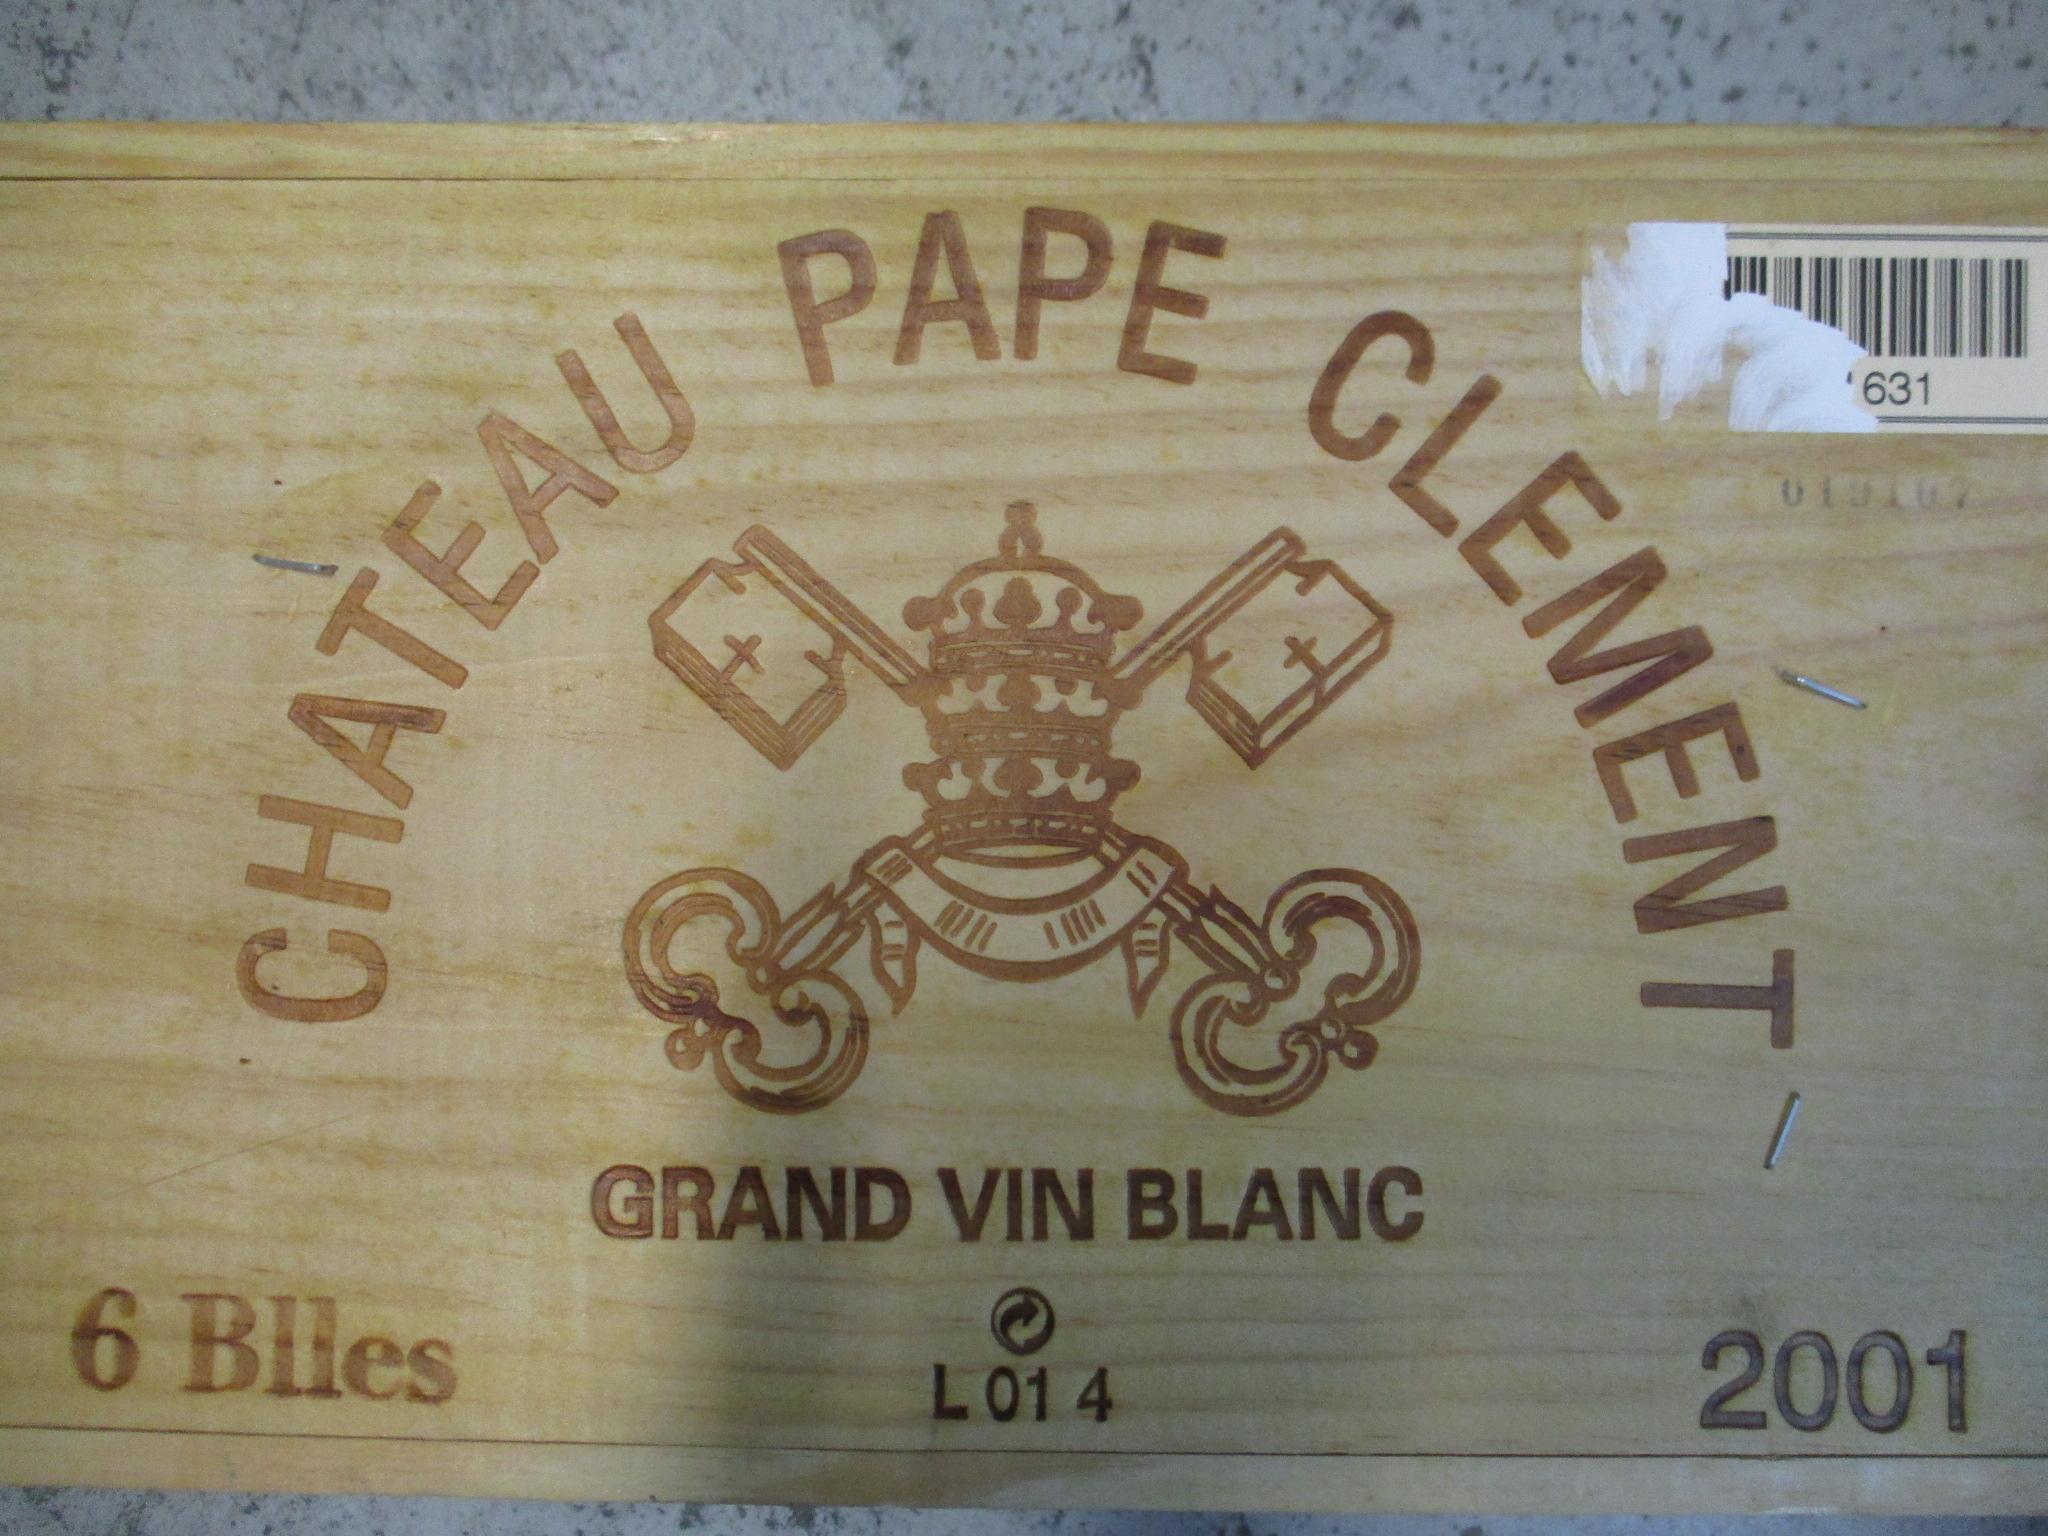 CHATEAU PAPE CLEMENT
631
GRAND VIN BLANC
6 Blles
L 01 4
2001